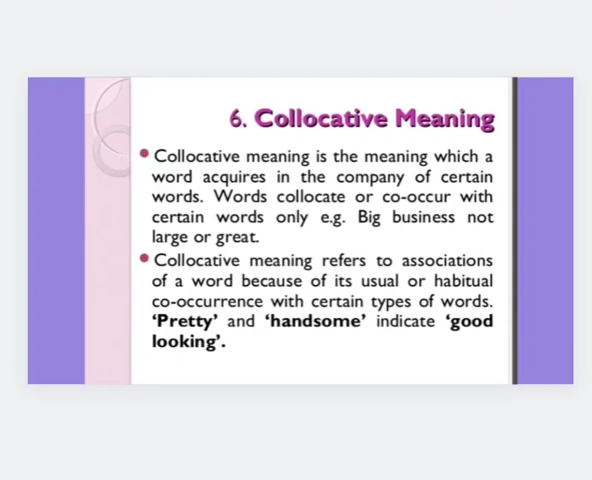 6. Collocative Meaning
• Collocative meaning is the meaning which a
word acquires in the company of certain
words. Words collocate or co-occur with
certain words only e.g. Big business not
large or great.
• Collocative meaning refers to associations
of a word because of its usual or habitual
co-occurrence with certain types of words.
‘Pretty’ and ‘handsome’ indicate ‘good
looking’.